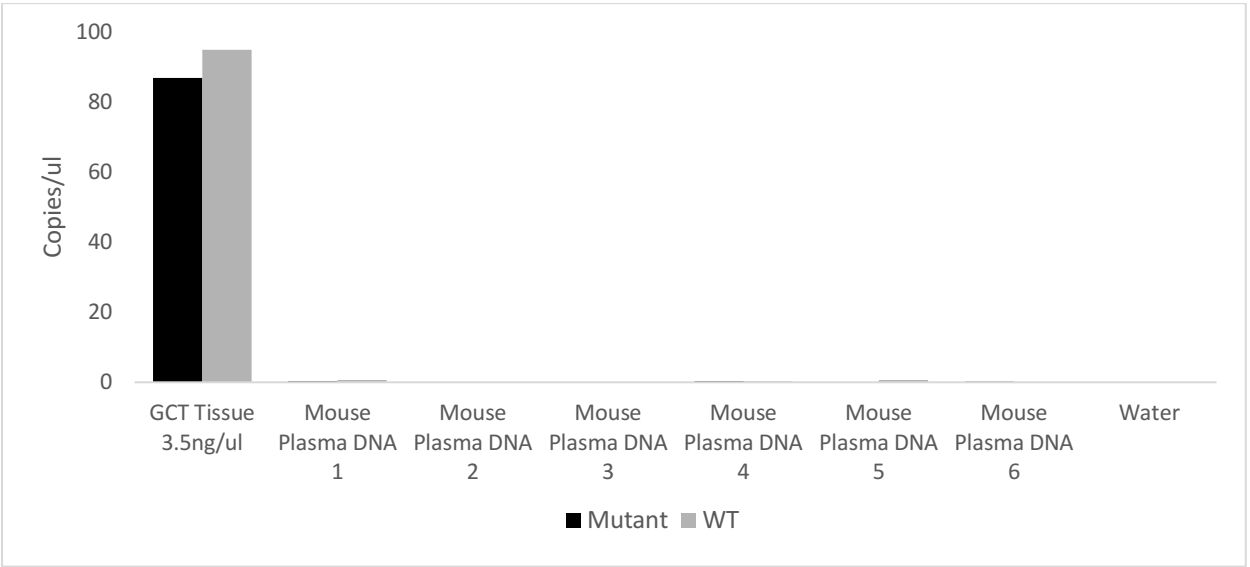 100
80
60
40
20
0
Copies/ul
GCT Tissue
3.5ng/ul
Mouse
Plasma DNA
1
Mouse
Plasma DNA
2
Mouse
Plasma DNA
3
Mouse
Plasma DNA
4
Mouse
Plasma DNA
5
Mouse
Plasma DNA
6
Water
Mutant WT